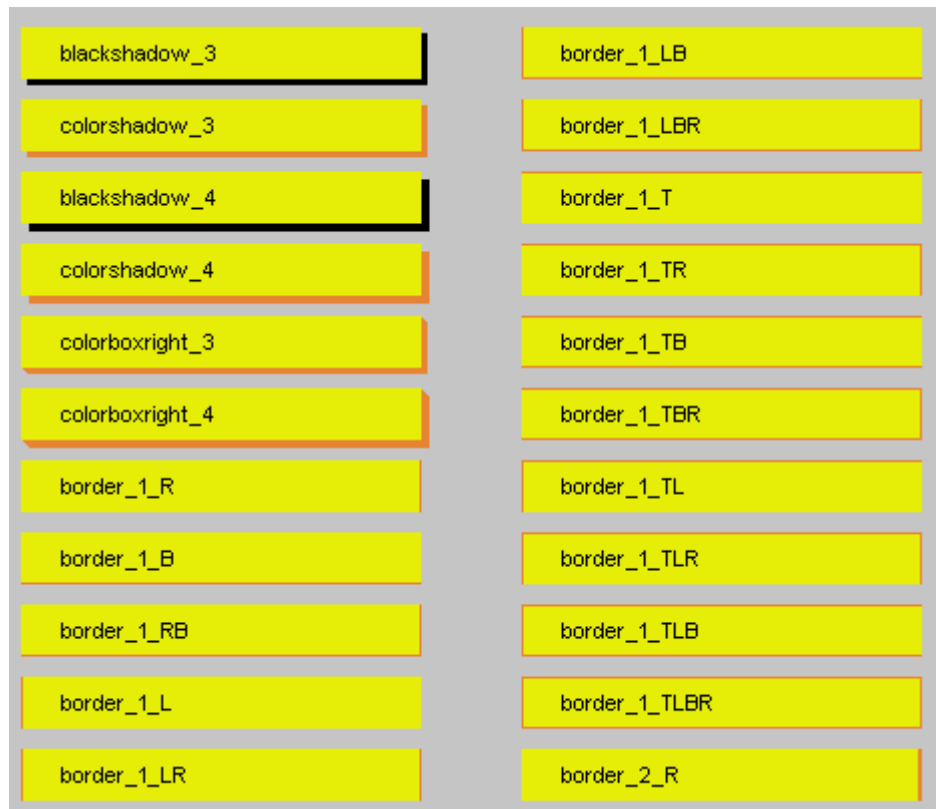 blackshadow_3
colorshadow_3
blackshadow_4
colorshadow_4
colorboxright_3
colorboxright_4
border_1_R
border_1_B
border_1_RB
border_1_L
border_1_LR
border_1_LB
border_1_LBR
border_1_T
border_1_TR
border_1_TB
border_1_TBR
border_1_TL
border_1_TLR
border_1_TLB
border_1_TLBR
border_2_R